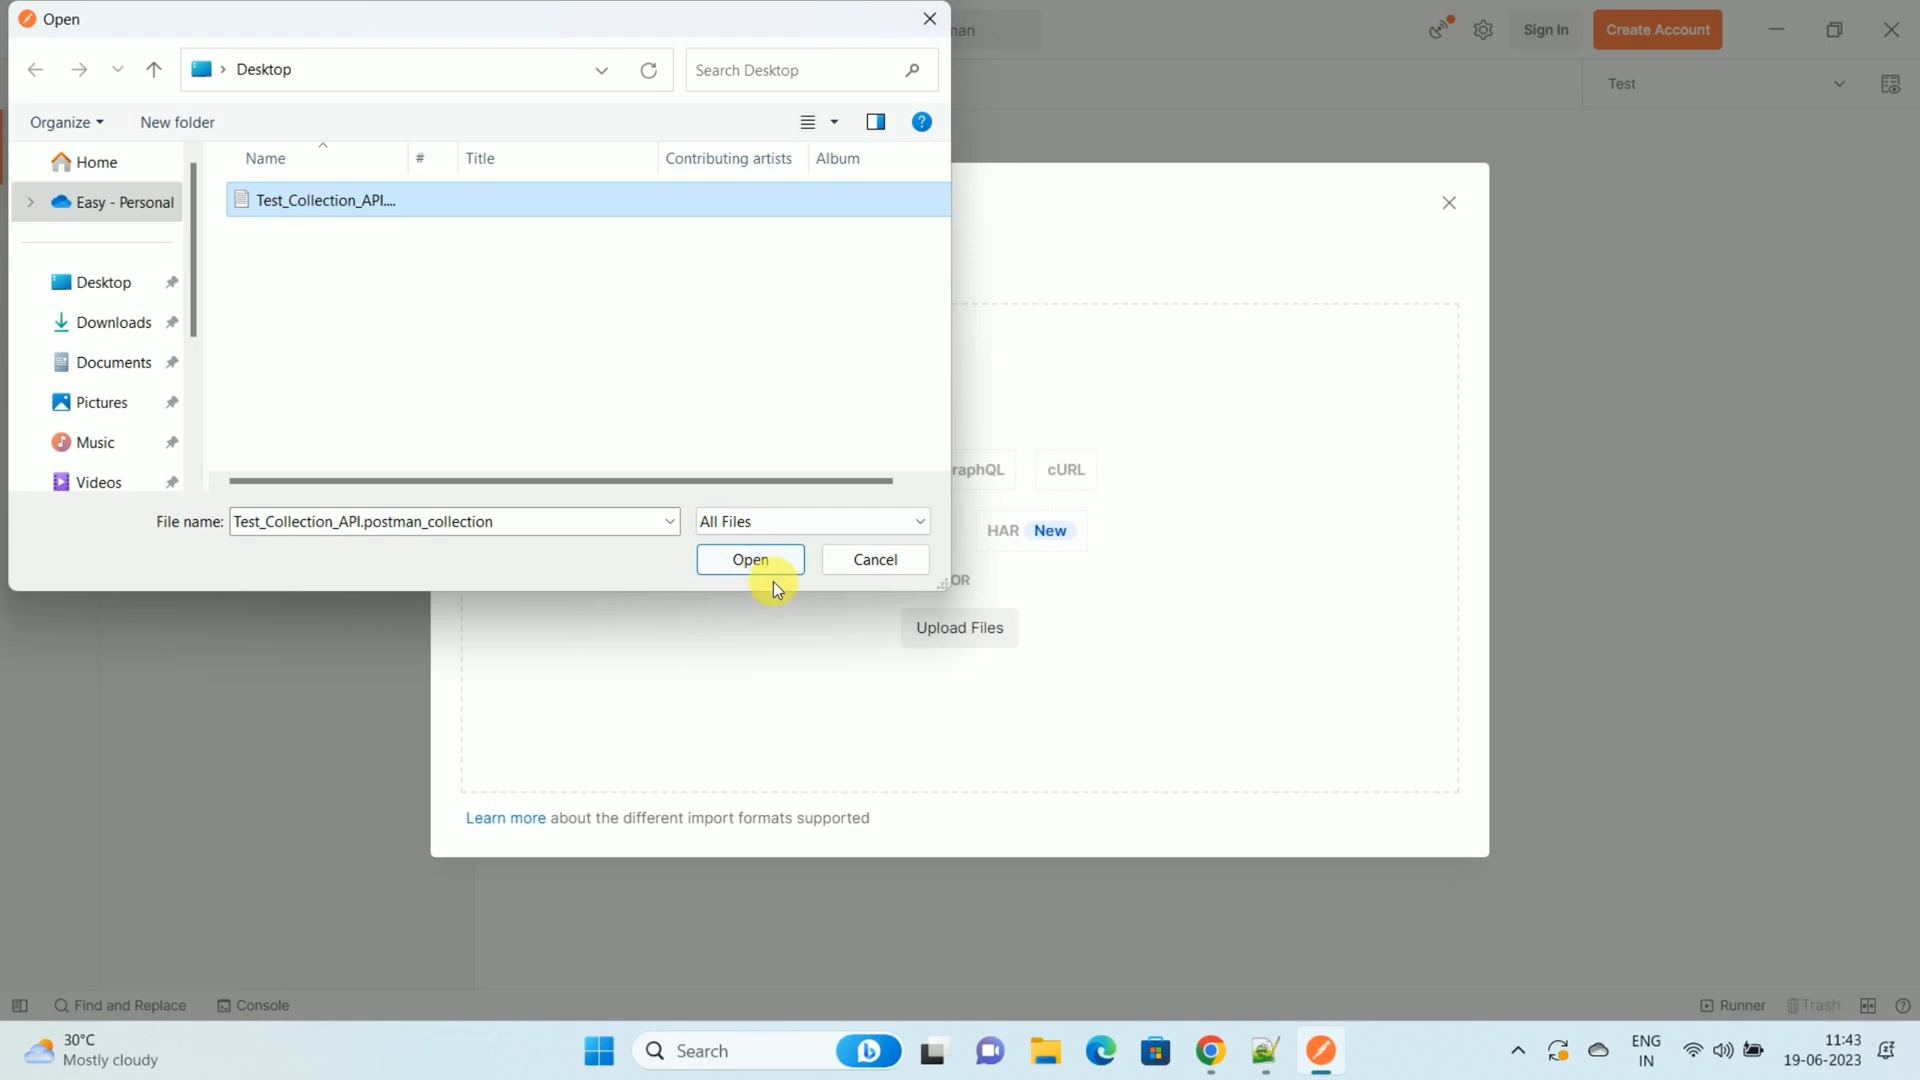 Open
Desktop
Search Desktop
Organize
New folder
Name
#
Title
Contributing artists
Album
Home
Easy - Personal
Test_Collection_API....
Desktop
Downloads
Documents
Pictures
Music
Videos
File name:
Test_Collection_API.postman_collection
All Files
Open
Cancel
Sign In
Create Account
Test
raphQL
cURL
HAR
New
OR
Upload Files
Learn more about the different import formats supported
Find and Replace
Console
Runner
Trash
30°C
Mostly cloudy
Search
ENG
IN
11:43
19-06-2023